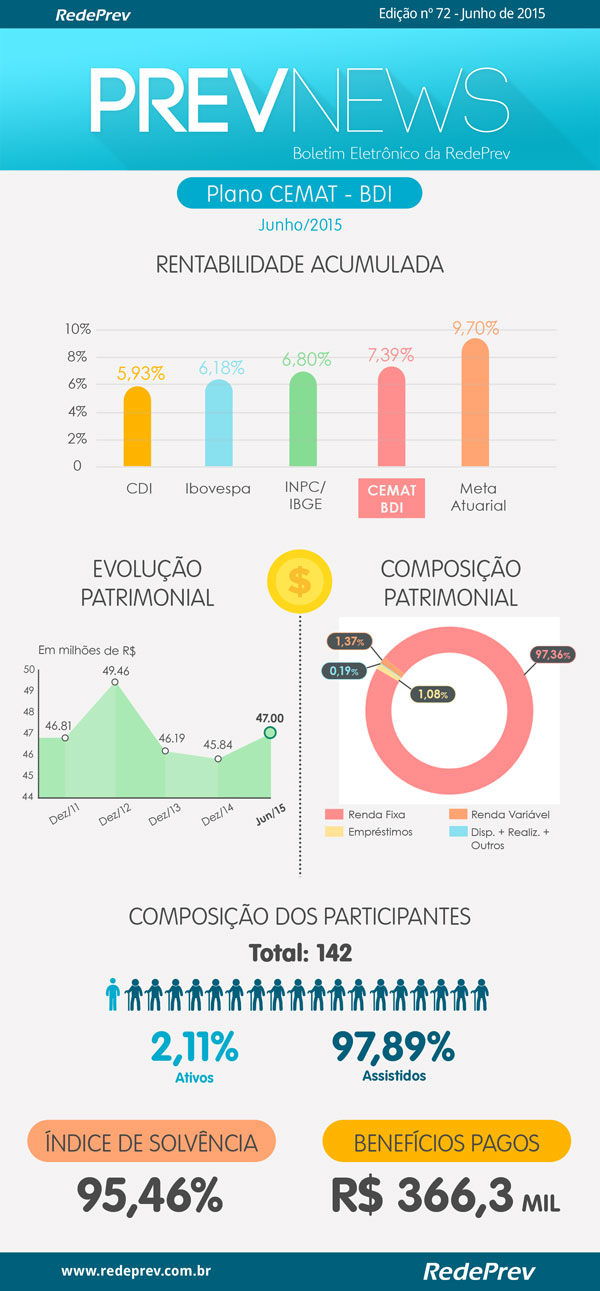 RedePrev
Edição nº 72 - Junho de 2015
PREVNEWS
Boletim Eletrônico da RedePrev
Plano CEMAT - BDI
Junho/2015
RENTABILIDADE ACUMULADA
10%
8%
6%
4%
2%
0
5,93%
6,18%
6,80%
7,39%
9,70%
CDI
Ibovespa
INPC/
IBGE
CEMAT
BDI
Meta
Atuarial
EVOLUÇÃO
PATRIMONIAL
$
Em milhões de R$
50
49
48
47
46
45
44
46.81
49.46
46.19
45.84
47.00
Dez/11
Dez/12
Dez/13
Dez/14
Jun/15
COMPOSIÇÃO
PATRIMONIAL
1,37%
0,19%
1,08%
97,36%
Renda Fixa
Renda Variável
Empréstimos
Disp. + Realiz. +
Outros
COMPOSIÇÃO DOS PARTICIPANTES
Total: 142
2,11%
Ativos
97,89%
Assistidos
ÍNDICE DE SOLVÊNCIA
95,46%
BENEFÍCIOS PAGOS
R$ 366,3 MIL
www.redeprev.com.br
RedePrev